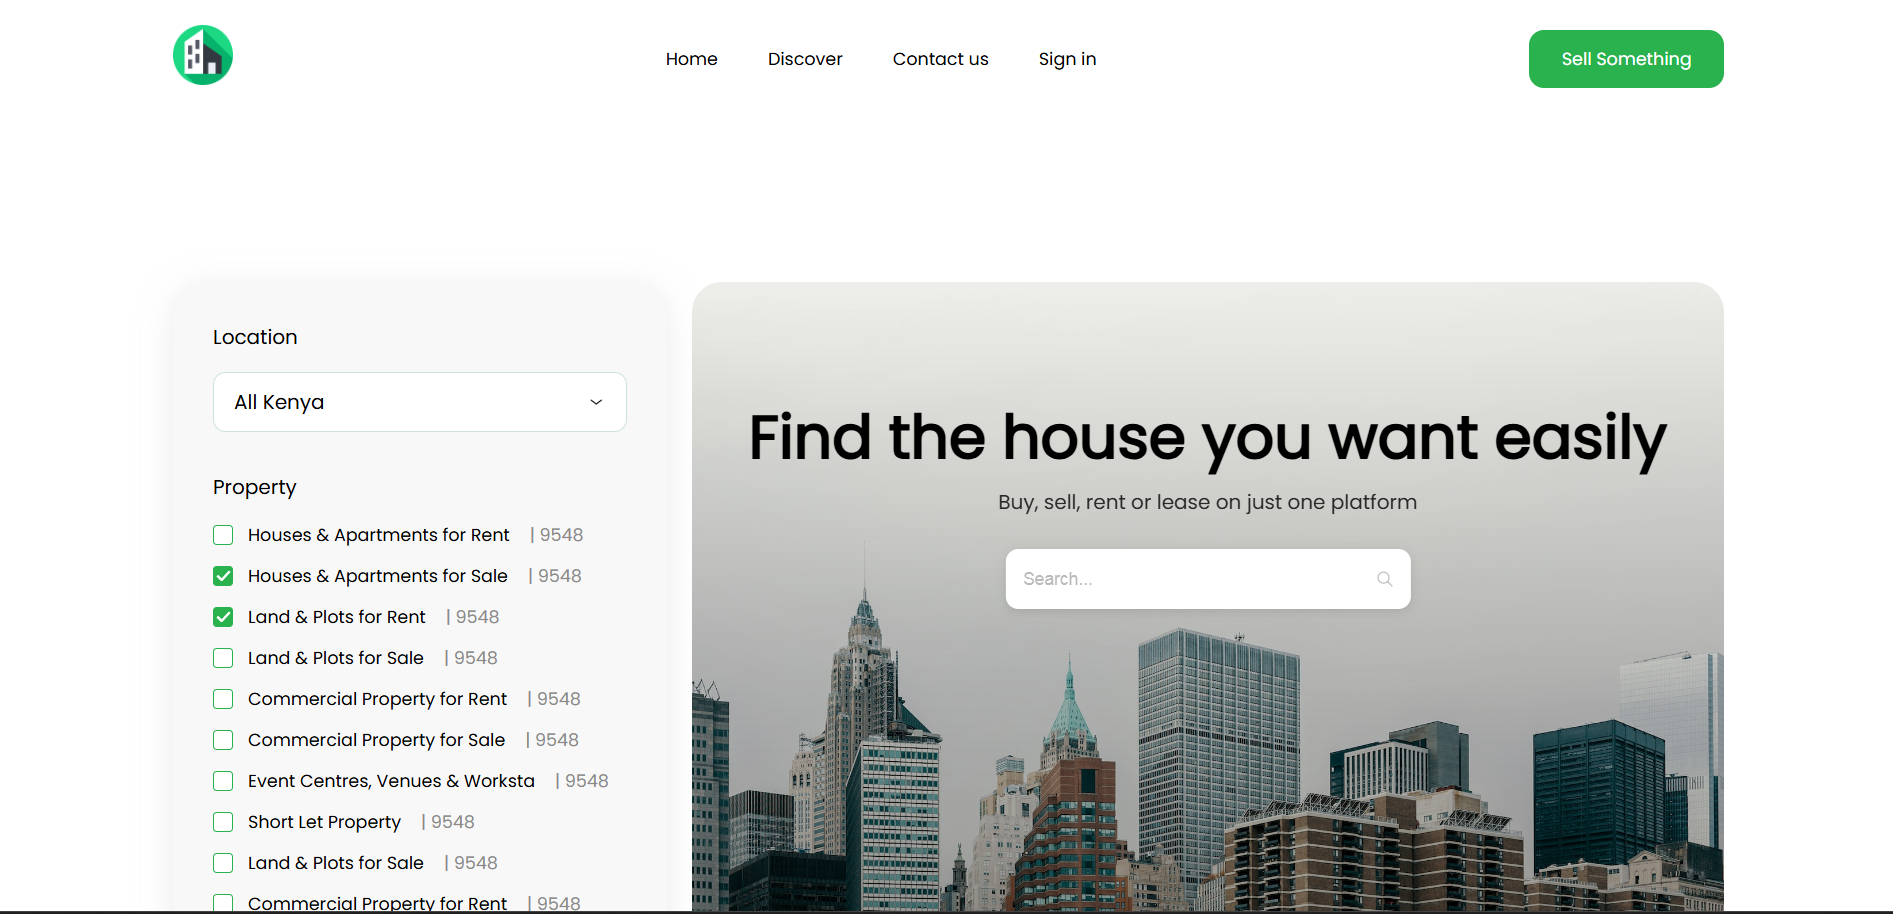 Home
Discover
Contact us
Sign in
Sell Something
Location
All Kenya
Property
Houses & Apartments for Rent | 9548
Houses & Apartments for Sale | 9548
Land & Plots for Rent | 9548
Land & Plots for Sale | 9548
Commercial Property for Rent | 9548
Commercial Property for Sale | 9548
Event Centres, Venues & Worksta | 9548
Short Let Property | 9548
Land & Plots for Sale | 9548
Commercial Property for Rent | 9548
Find the house you want easily
Buy, sell, rent or lease on just one platform
Search...